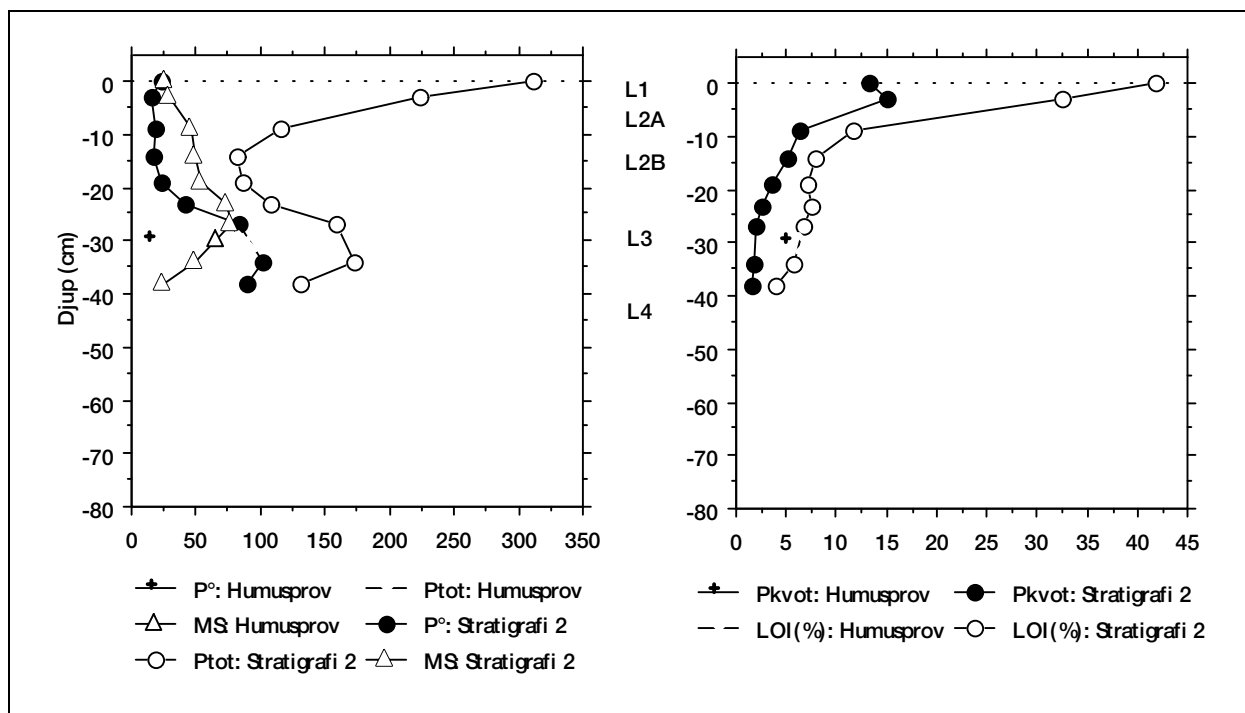 0
-10
-20
-30
-40
-50
-60
-70
-80
Djup (cm)
0 50 100 150 200 250 300 350
L1
L2A
L2B
L3
L4
0
-10
-20
-30
-40
-50
-60
-70
-80
0 5 10 15 20 25 30 35 40 45
P°: Humusprov Ptot: Humusprov
MS: Humusprov P°: Stratigrafi 2
Ptot: Stratigrafi 2 MS: Stratigrafi 2
Pkvot: Humusprov Pkvot: Stratigrafi 2
LOI(%): Humusprov LOI(%): Stratigrafi 2